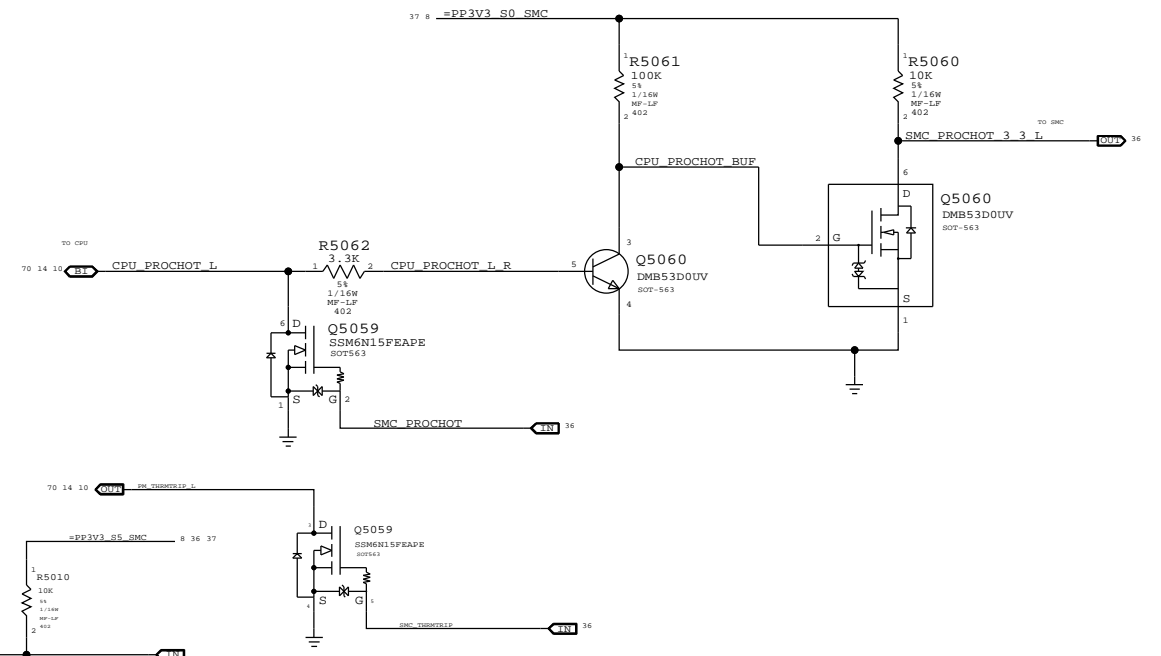 37 8 =PP3V3_S0_SMC
1 R5061
100K
5%
1/16W
MF-LF
402
2
1 R5060
10K
5%
1/16W
MF-LF
402
2
TO SMC
SMC_PROCHOT_3_3_L OUT 36
CPU_PROCHOT_BUF
6
D
Q5060
DMB53D0UV
SOT-563
2 G
S
1
TO CPU
70 14 10 BI CPU_PROCHOT_L
R5062
3.3K
1 2
5%
1/16W
MF-LF
402
CPU_PROCHOT_L_R
5
3
Q5060
DMB53D0UV
SOT-563
4
6 D
Q5059
SSM6N15FEAPE
SOT563
1 S G 2
SMC_PROCHOT IN 36
70 14 10 OUT PM_THRMTRIP_L
3 D
Q5059
SSM6N15FEAPE
SOT563
4 S G 5
SMC_THRMTRIP IN 36
=PP3V3_S5_SMC 8 36 37
1
R5010
10K
5%
1/16W
MF-LF
402
2
IN